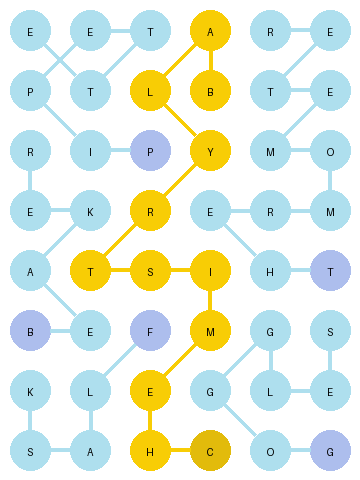 E E T A R E
P T L B T E
R I P Y M O
E K R E R M
A T S I H T
B E F M G S
K L E G L E
S A H C O G